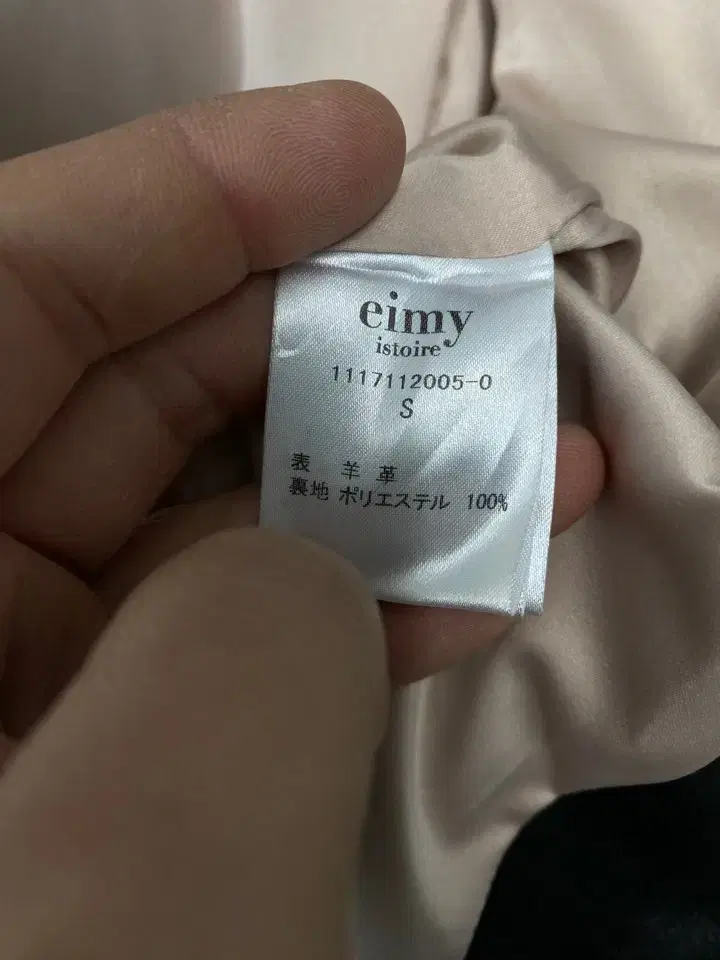 eimy
istoire
1117112005-0
S
表 羊革
裏地 ポリエステル 100%